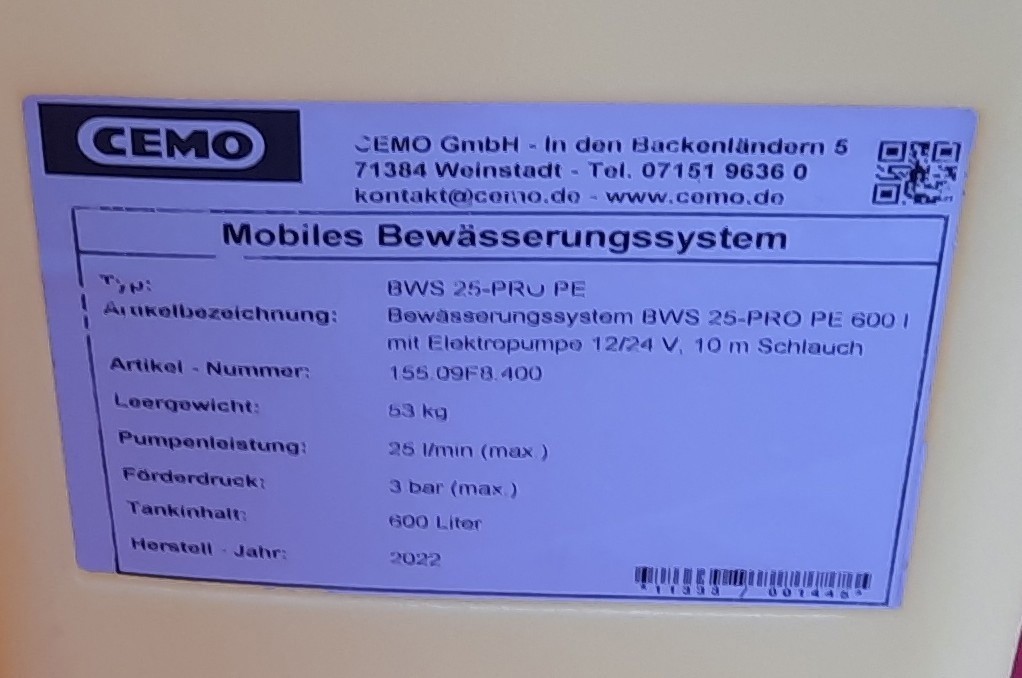 CEMO
CEMO GmbH - In den Backenländern 5
71384 Weinstadt - Tel. 07151 9636 0
kontakt@cemo.de - www.cemo.de
Mobiles Bewässerungssystem
Typ: BWS 25-PRO PE
Artikelbezeichnung: Bewässerungssystem BWS 25-PRO PE 600 l
mit Elektropumpe 12/24 V, 10 m Schlauch
Artikel - Nummer: 155.09F8.400
Leergewicht: 53 kg
Pumpenleistung: 25 l/min (max.)
Förderdruck: 3 bar (max.)
Tankinhalt: 600 Liter
Herstell - Jahr: 2022